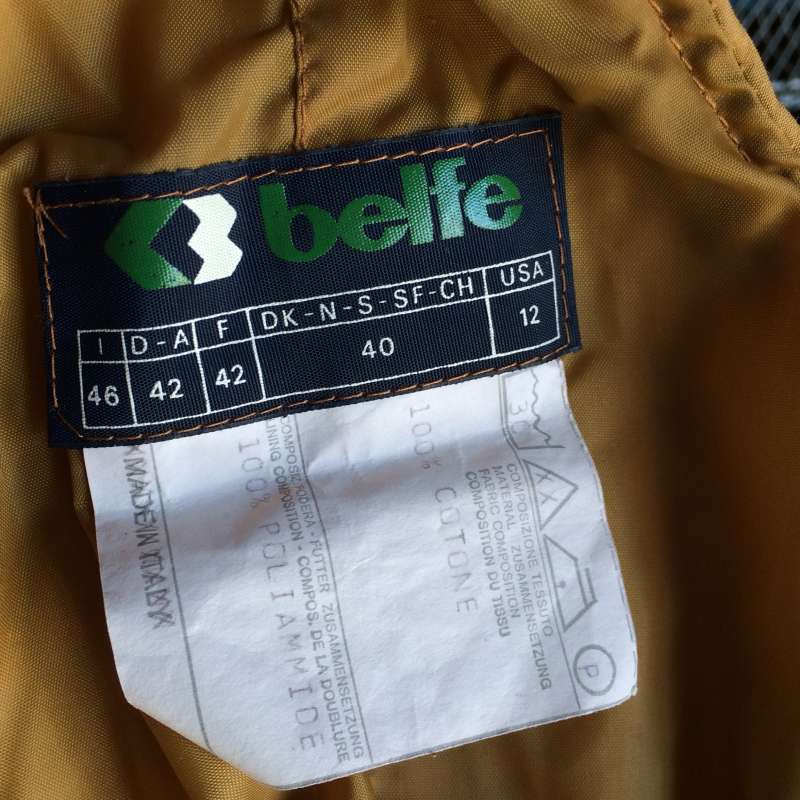 belfe
I D-A F DK-N-S-SF-CH USA
46 42 42 40 12
30
COMPOSIZIONE TESSUTO
MATERIAL ZUSAMMENSETZUNG
FABRIC COMPOSITION
COMPOSITION DU TISSU
100% COTONE
P
FODERA - FUTTER ZUSAMMENSETZUNG
LINING COMPOSITION - COMPOS. DE LA DOUBLURE
100% POLIAMMIDE
MADE IN ITALY